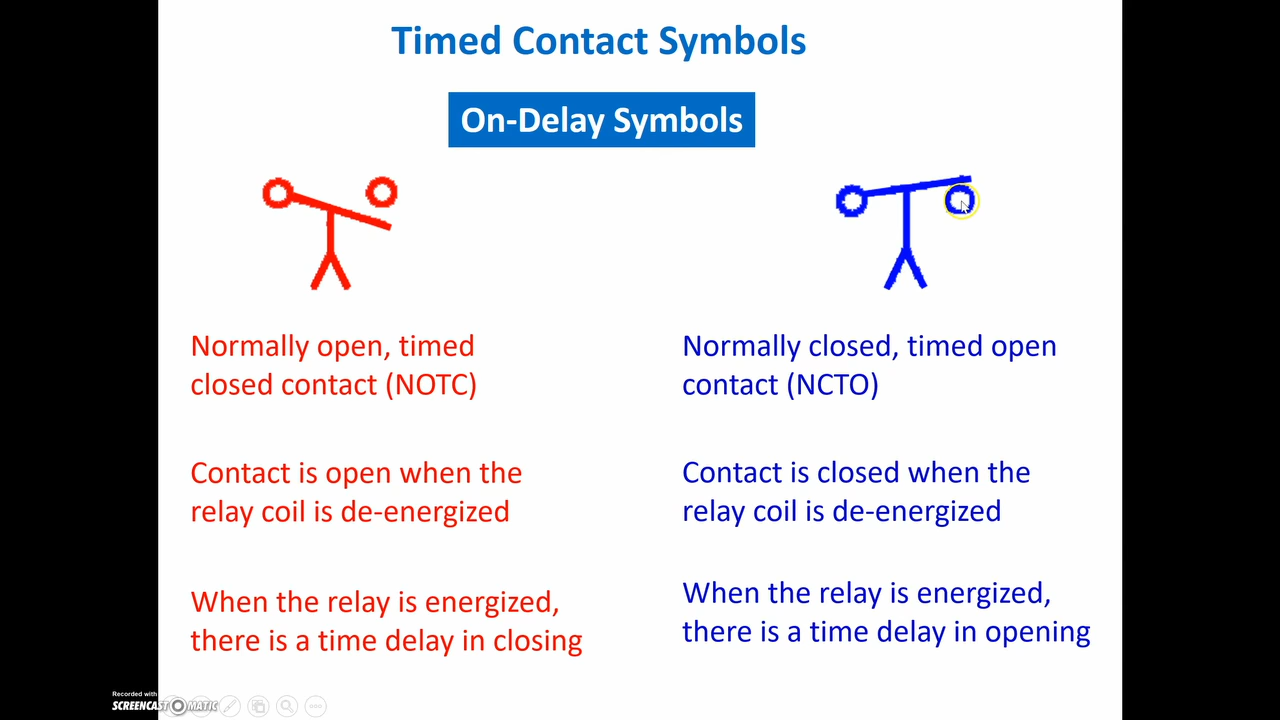 Timed Contact Symbols
On-Delay Symbols
Normally open, timed
closed contact (NOTC)
Contact is open when the
relay coil is de-energized
When the relay is energized,
there is a time delay in closing
Normally closed, timed open
contact (NCTO)
Contact is closed when the
relay coil is de-energized
When the relay is energized,
there is a time delay in opening
Recorded with
SCREENCAST-O-MATIC